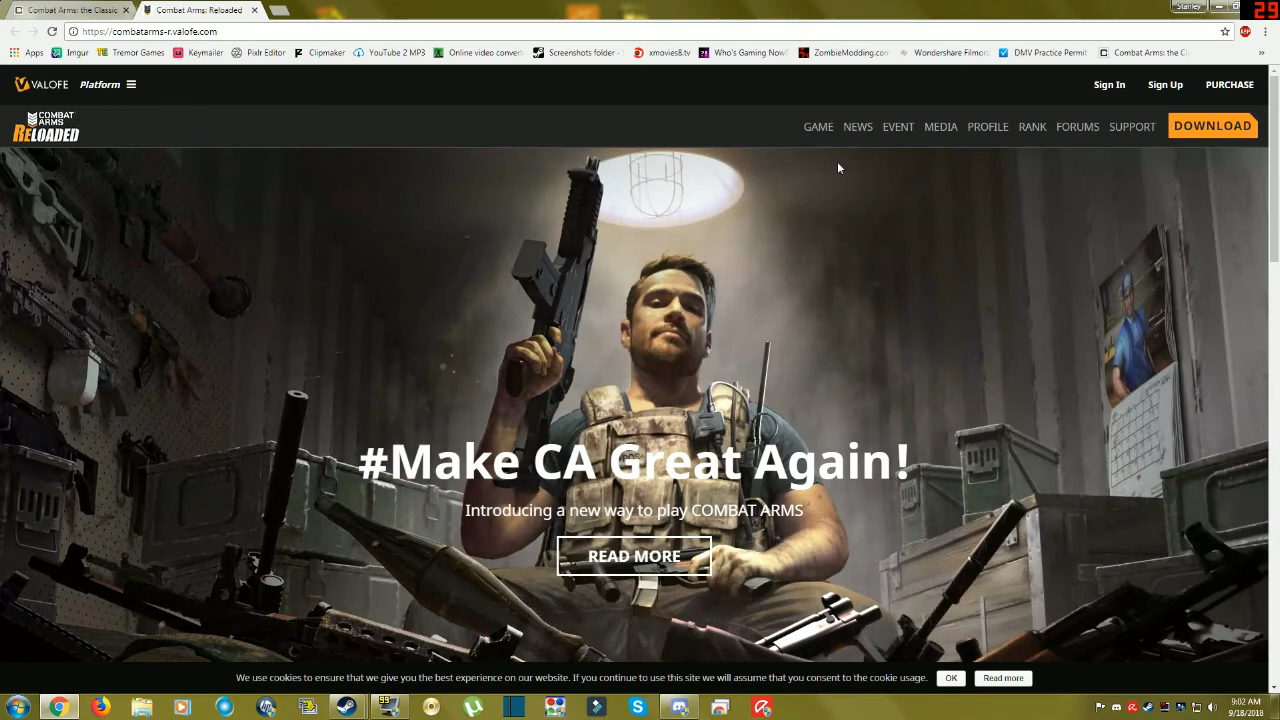 Combat Arms: the Classic
Combat Arms: Reloaded
Stanley
29
https://combatarms-r.valofe.com
ABP
Apps
Imgur
Tremor Games
Keymailer
Pixlr Editor
Clipmaker
YouTube 2 MP3
Online video convert
Screenshots folder -
xmovies8.tv
Who's Gaming Now?
ZombieModding.com
Wondershare Filmora
DMV Practice Permit
Combat Arms: the Cl
»
VALOFE
Platform
Sign In
Sign Up
PURCHASE
COMBAT
ARMS
RELOADED
GAME
NEWS
EVENT
MEDIA
PROFILE
RANK
FORUMS
SUPPORT
DOWNLOAD
#Make CA Great Again!
Introducing a new way to play COMBAT ARMS
READ MORE
We use cookies to ensure that we give you the best experience on our website. If you continue to use this site we will assume that you consent to the cookie usage.
OK
Read more
99
9:02 AM
9/18/2018